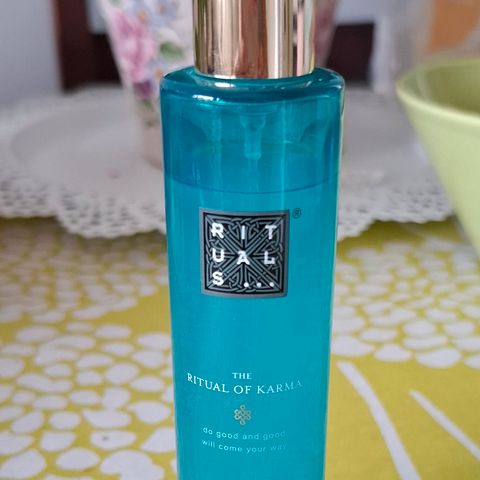 RIT
UAL
S...
®
THE
RITUAL OF KARMA
do good and good
will come your way